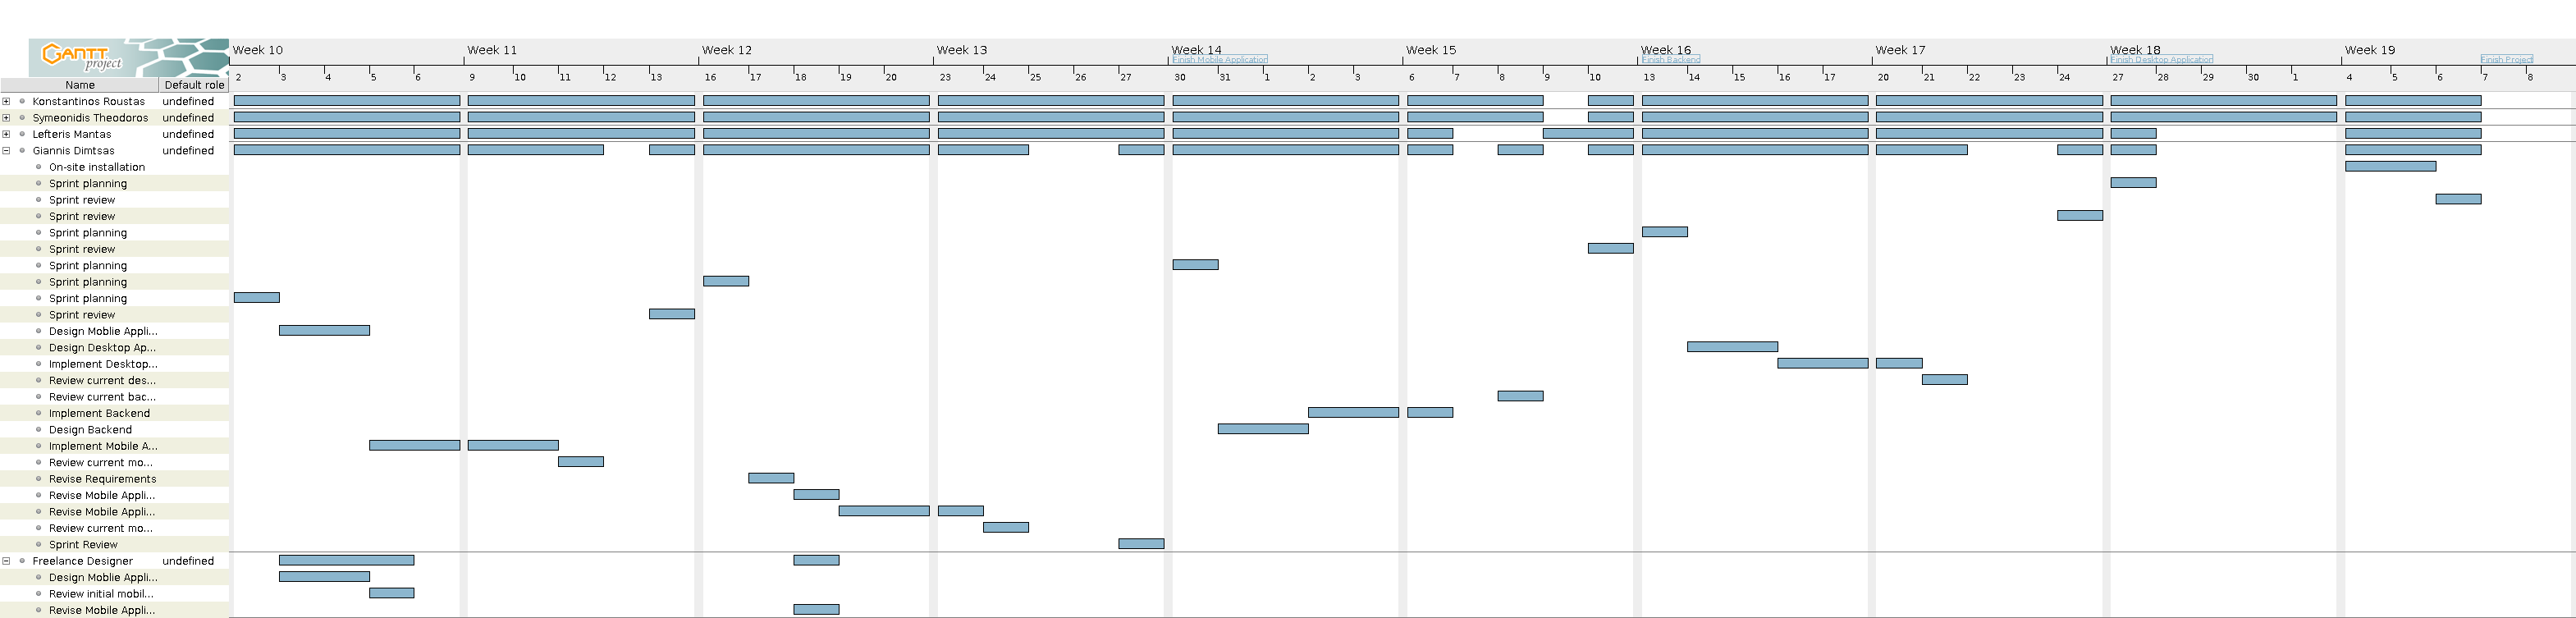 GANTT
project
Week 10 Week 11 Week 12 Week 13 Week 14 Week 15 Week 16 Week 17 Week 18 Week 19
Finish Mobile Application Finish Backend Finish Desktop Application Finish Project
2 3 4 5 6 9 10 11 12 13 16 17 18 19 20 23 24 25 26 27 30 31 1 2 3 6 7 8 9 10 13 14 15 16 17 20 21 22 23 24 27 28 29 30 1 4 5 6 7 8
Name Default role
Konstantinos Roustas undefined
Symeonidis Theodoros undefined
Lefteris Mantas undefined
Giannis Dimtsas undefined
On-site installation
Sprint planning
Sprint review
Sprint review
Sprint planning
Sprint review
Sprint planning
Sprint planning
Sprint planning
Sprint review
Design Moblie Appli...
Design Desktop Ap...
Implement Desktop...
Review current des...
Review current bac...
Implement Backend
Design Backend
Implement Mobile A...
Review current mo...
Revise Requirements
Revise Mobile Appli...
Revise Mobile Appli...
Review current mo...
Sprint Review
Freelance Designer undefined
Design Moblie Appli...
Review initial mobil...
Revise Mobile Appli...